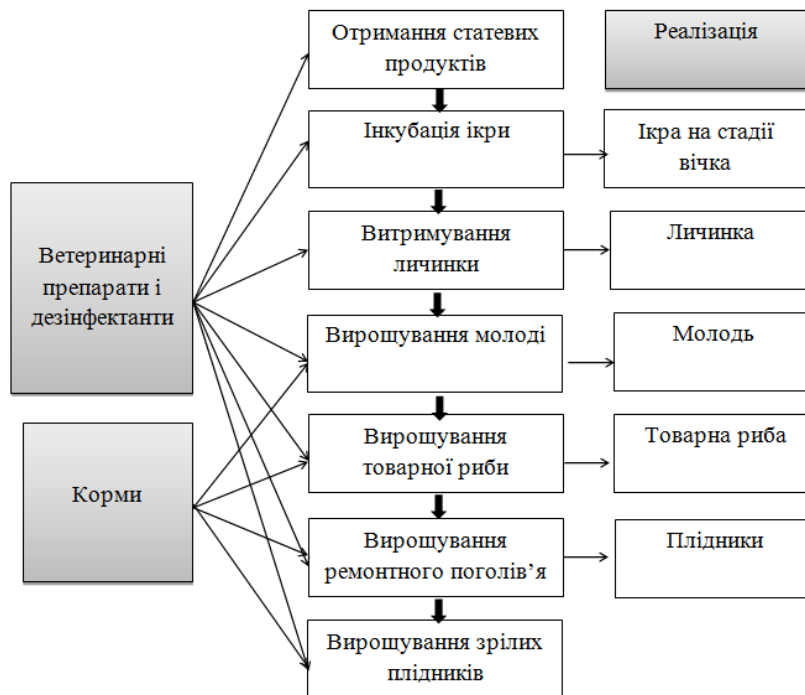 Отримання статевих
продуктів
Реалізація
Інкубація ікри
Ікра на стадії
вічка
Ветеринарні
препарати і
дезінфектанти
Витримування
личинки
Личинка
Вирощування молоді
Молодь
Корми
Вирощування
товарної риби
Товарна риба
Вирощування
ремонтного поголів’я
Плідники
Вирощування зрілих
плідників